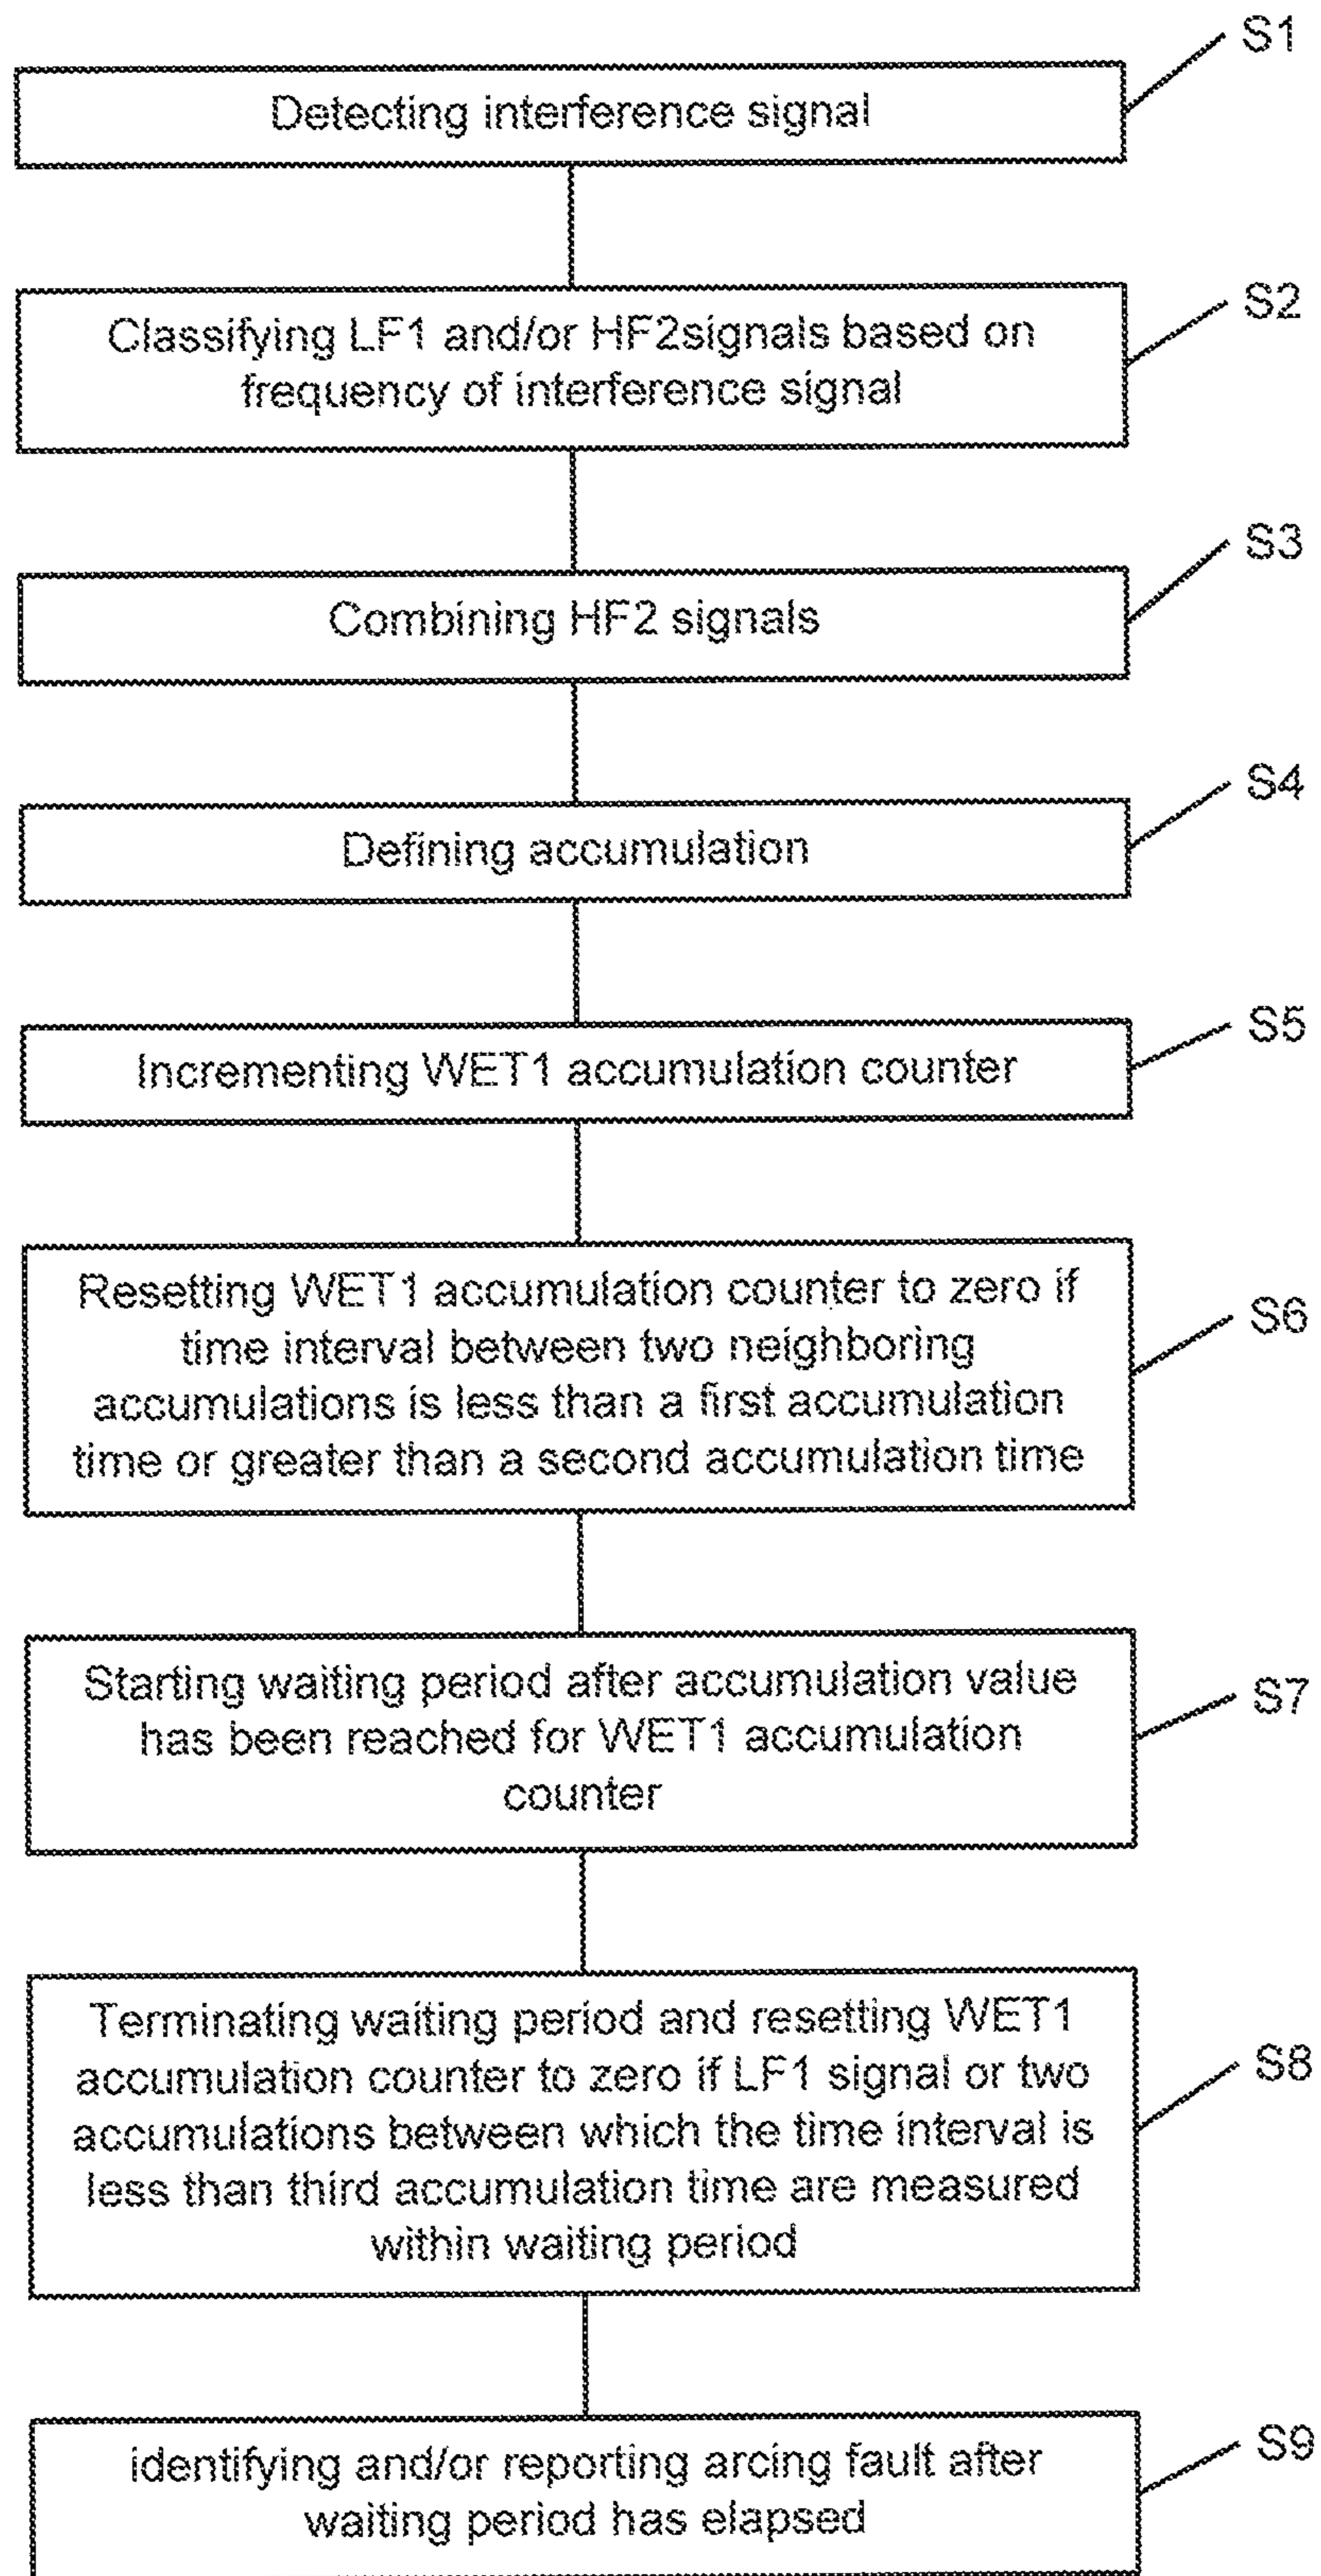 S1
Detecting interference signal
S2
Classifying LF1 and/or HF2signals based on
frequency of interference signal
S3
Combining HF2 signals
S4
Defining accumulation
S5
Incrementing WET1 accumulation counter
Resetting WET1 accumulation counter to zero if
time interval between two neighboring
accumulations is less than a first accumulation
time or greater than a second accumulation time
S6
Starting waiting period after accumulation value
has been reached for WET1 accumulation
counter
S7
Terminating waiting period and resetting WET1
accumulation counter to zero if LF1 signal or two
accumulations between which the time interval is
less than third accumulation time are measured
within waiting period
S8
identifying and/or reporting arcing fault after
waiting period has elapsed
S9